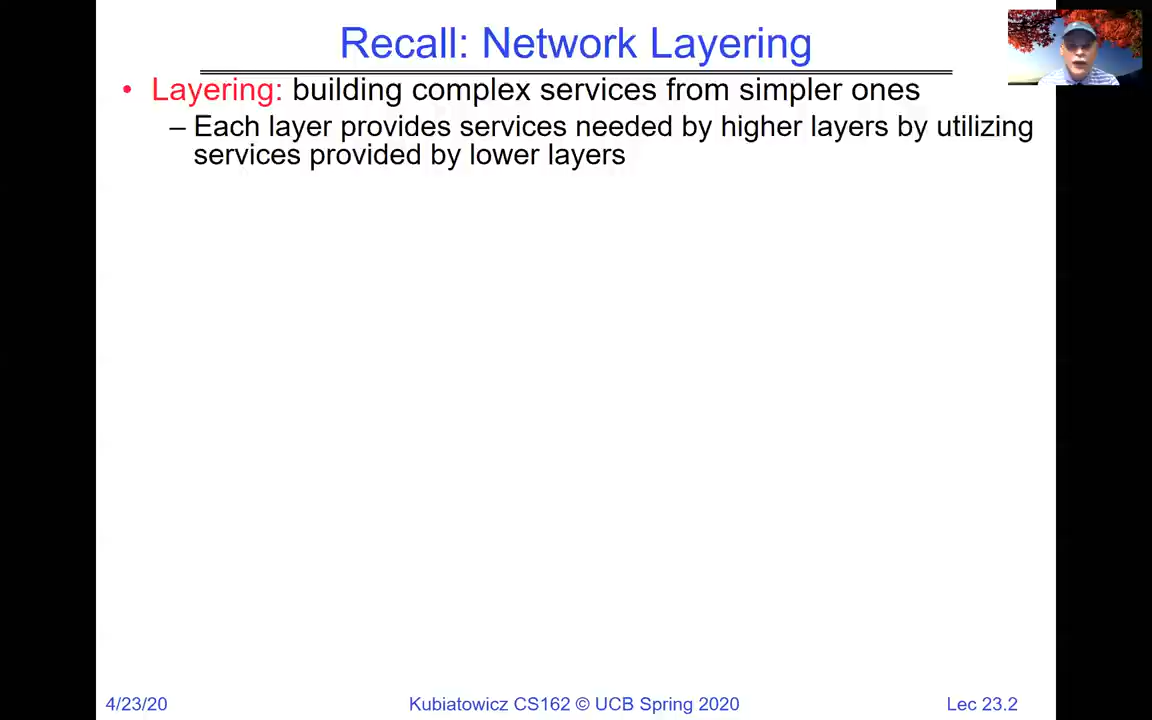 Recall: Network Layering
• Layering: building complex services from simpler ones
– Each layer provides services needed by higher layers by utilizing
services provided by lower layers
4/23/20 Kubiatowicz CS162 © UCB Spring 2020 Lec 23.2